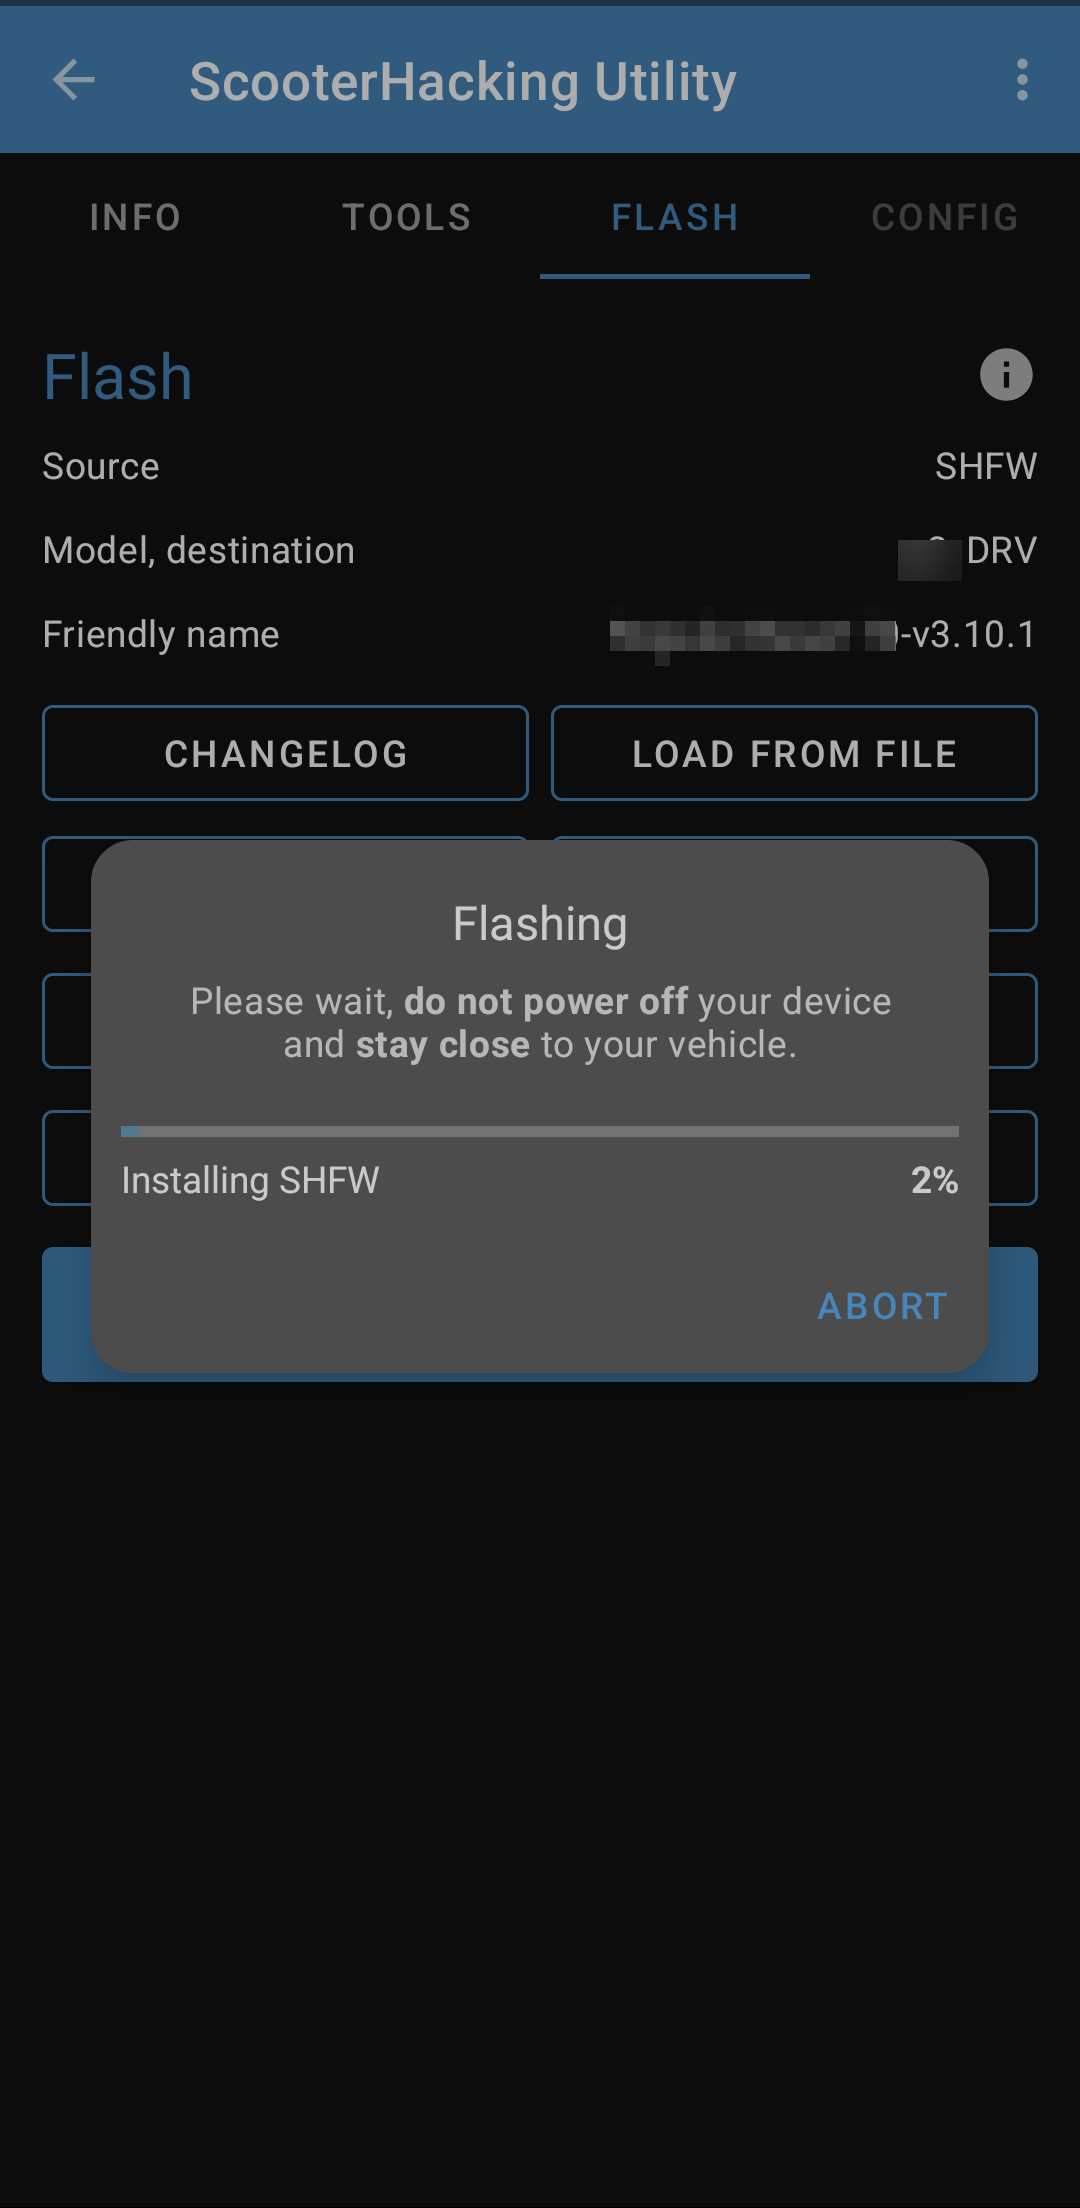 ScooterHacking Utility
INFO TOOLS FLASH CONFIG
Flash
Source SHFW
Model, destination DRV
Friendly name -v3.10.1
CHANGELOG LOAD FROM FILE
Flashing
Please wait, do not power off your device
and stay close to your vehicle.
Installing SHFW 2%
ABORT